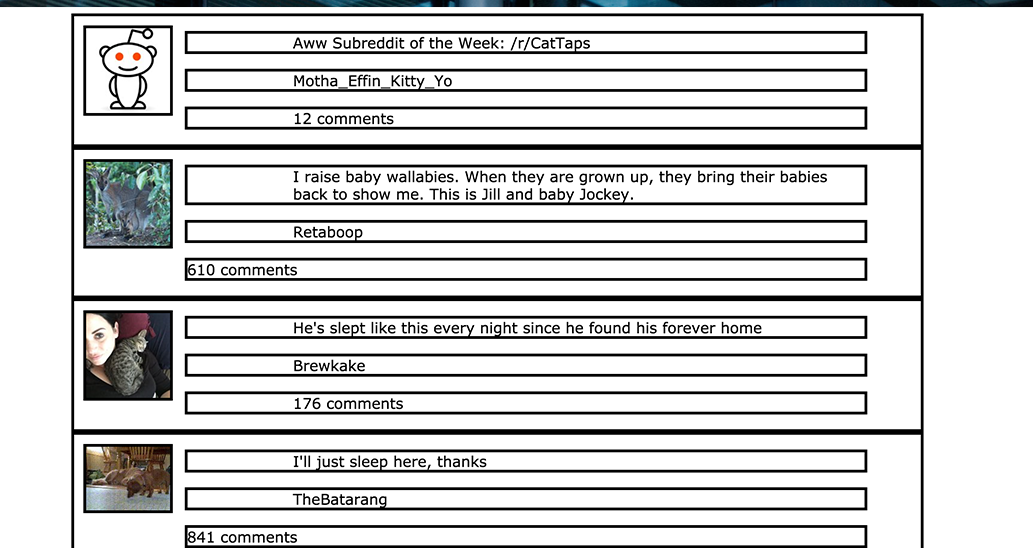 Aww Subreddit of the Week: /r/CatTaps
Motha_Effin_Kitty_Yo
12 comments
I raise baby wallabies. When they are grown up, they bring their babies
back to show me. This is Jill and baby Jockey.
Retaboop
610 comments
He's slept like this every night since he found his forever home
Brewkake
176 comments
I'll just sleep here, thanks
TheBatarang
841 comments